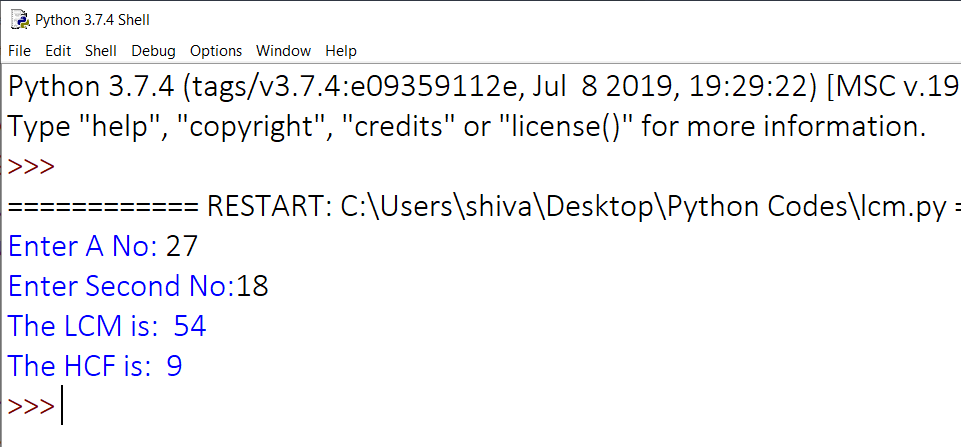 Python 3.7.4 Shell
File Edit Shell Debug Options Window Help
Python 3.7.4 (tags/v3.7.4:e09359112e, Jul  8 2019, 19:29:22) [MSC v.19
Type "help", "copyright", "credits" or "license()" for more information.
>>>
============ RESTART: C:\Users\shiva\Desktop\Python Codes\lcm.py =
Enter A No: 27
Enter Second No:18
The LCM is:  54
The HCF is:  9
>>>